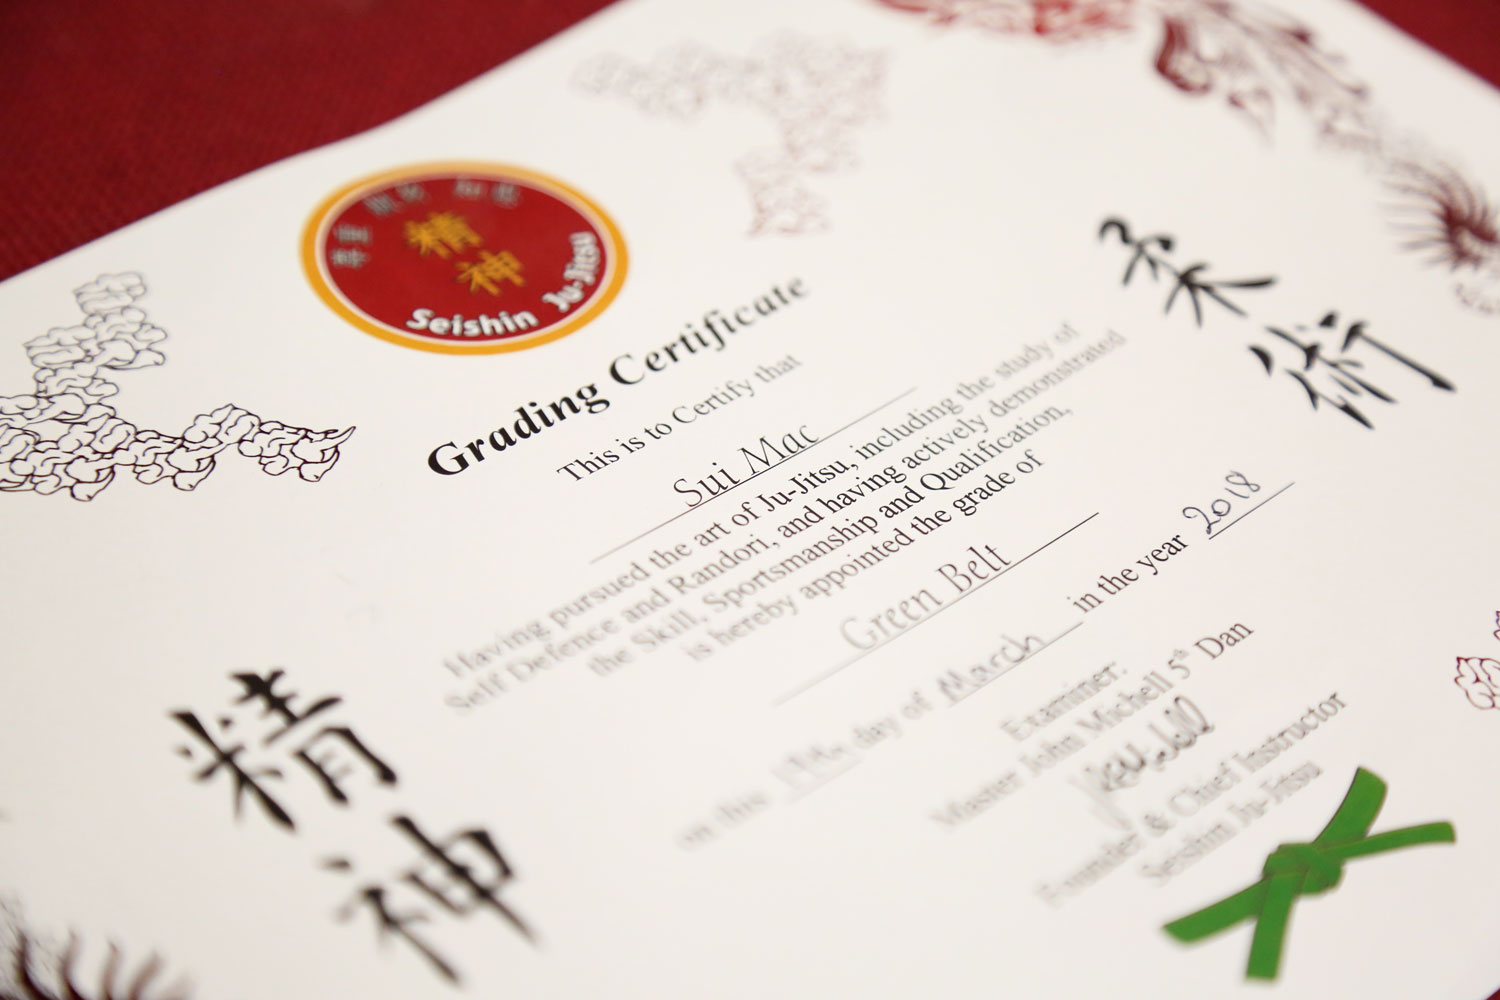 精神
Seishin Ju-Jitsu
Grading Certificate
This is to Certify that
Sui Mac
Having pursued the art of Ju-Jitsu, including the study of
Self Defence and Randori, and having actively demonstrated
the Skill, Sportsmanship and Qualification,
is hereby appointed the grade of
Green Belt
on this day of March in the year 2018
Examiner:
Master John Michell 5th Dan
Founder & Chief Instructor
Seishin Ju-Jitsu
柔術
精神